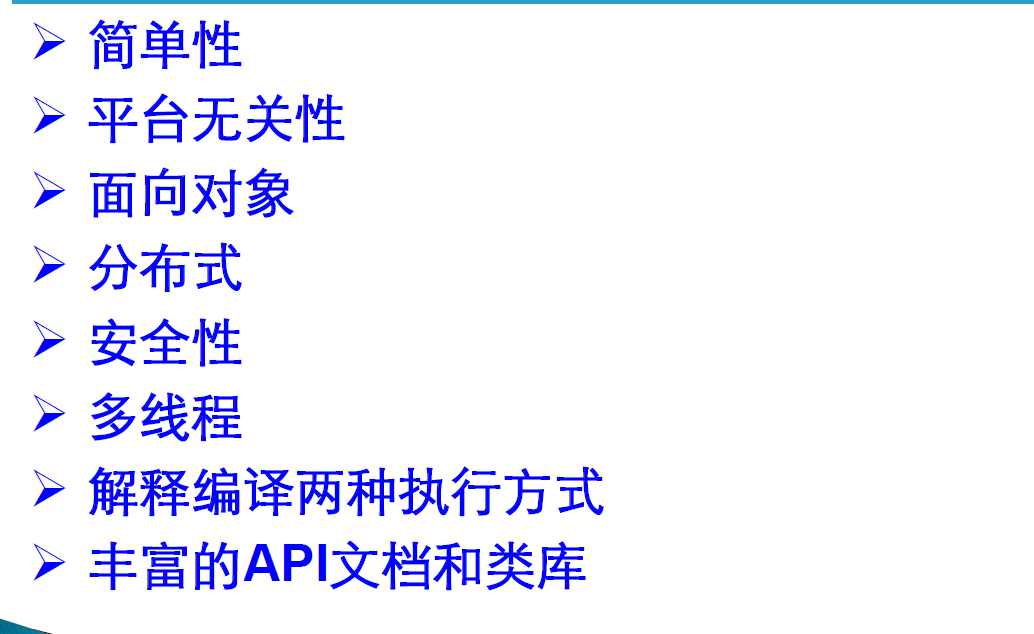 简单性
平台无关性
面向对象
分布式
安全性
多线程
解释编译两种执行方式
丰富的API文档和类库